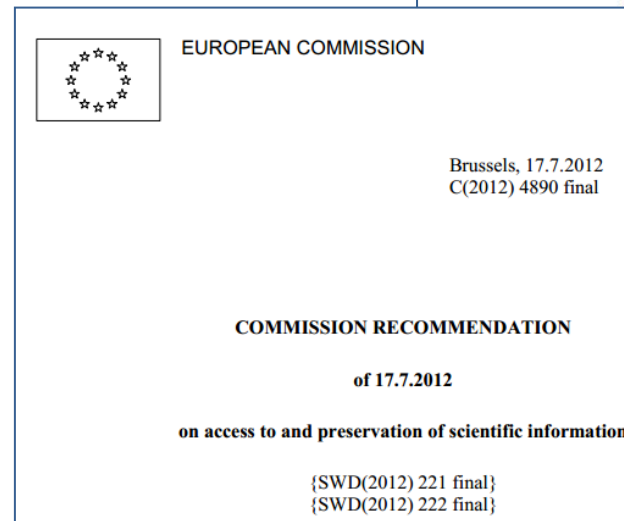 EUROPEAN COMMISSION
Brussels, 17.7.2012
C(2012) 4890 final
COMMISSION RECOMMENDATION
of 17.7.2012
on access to and preservation of scientific information
{SWD(2012) 221 final}
{SWD(2012) 222 final}